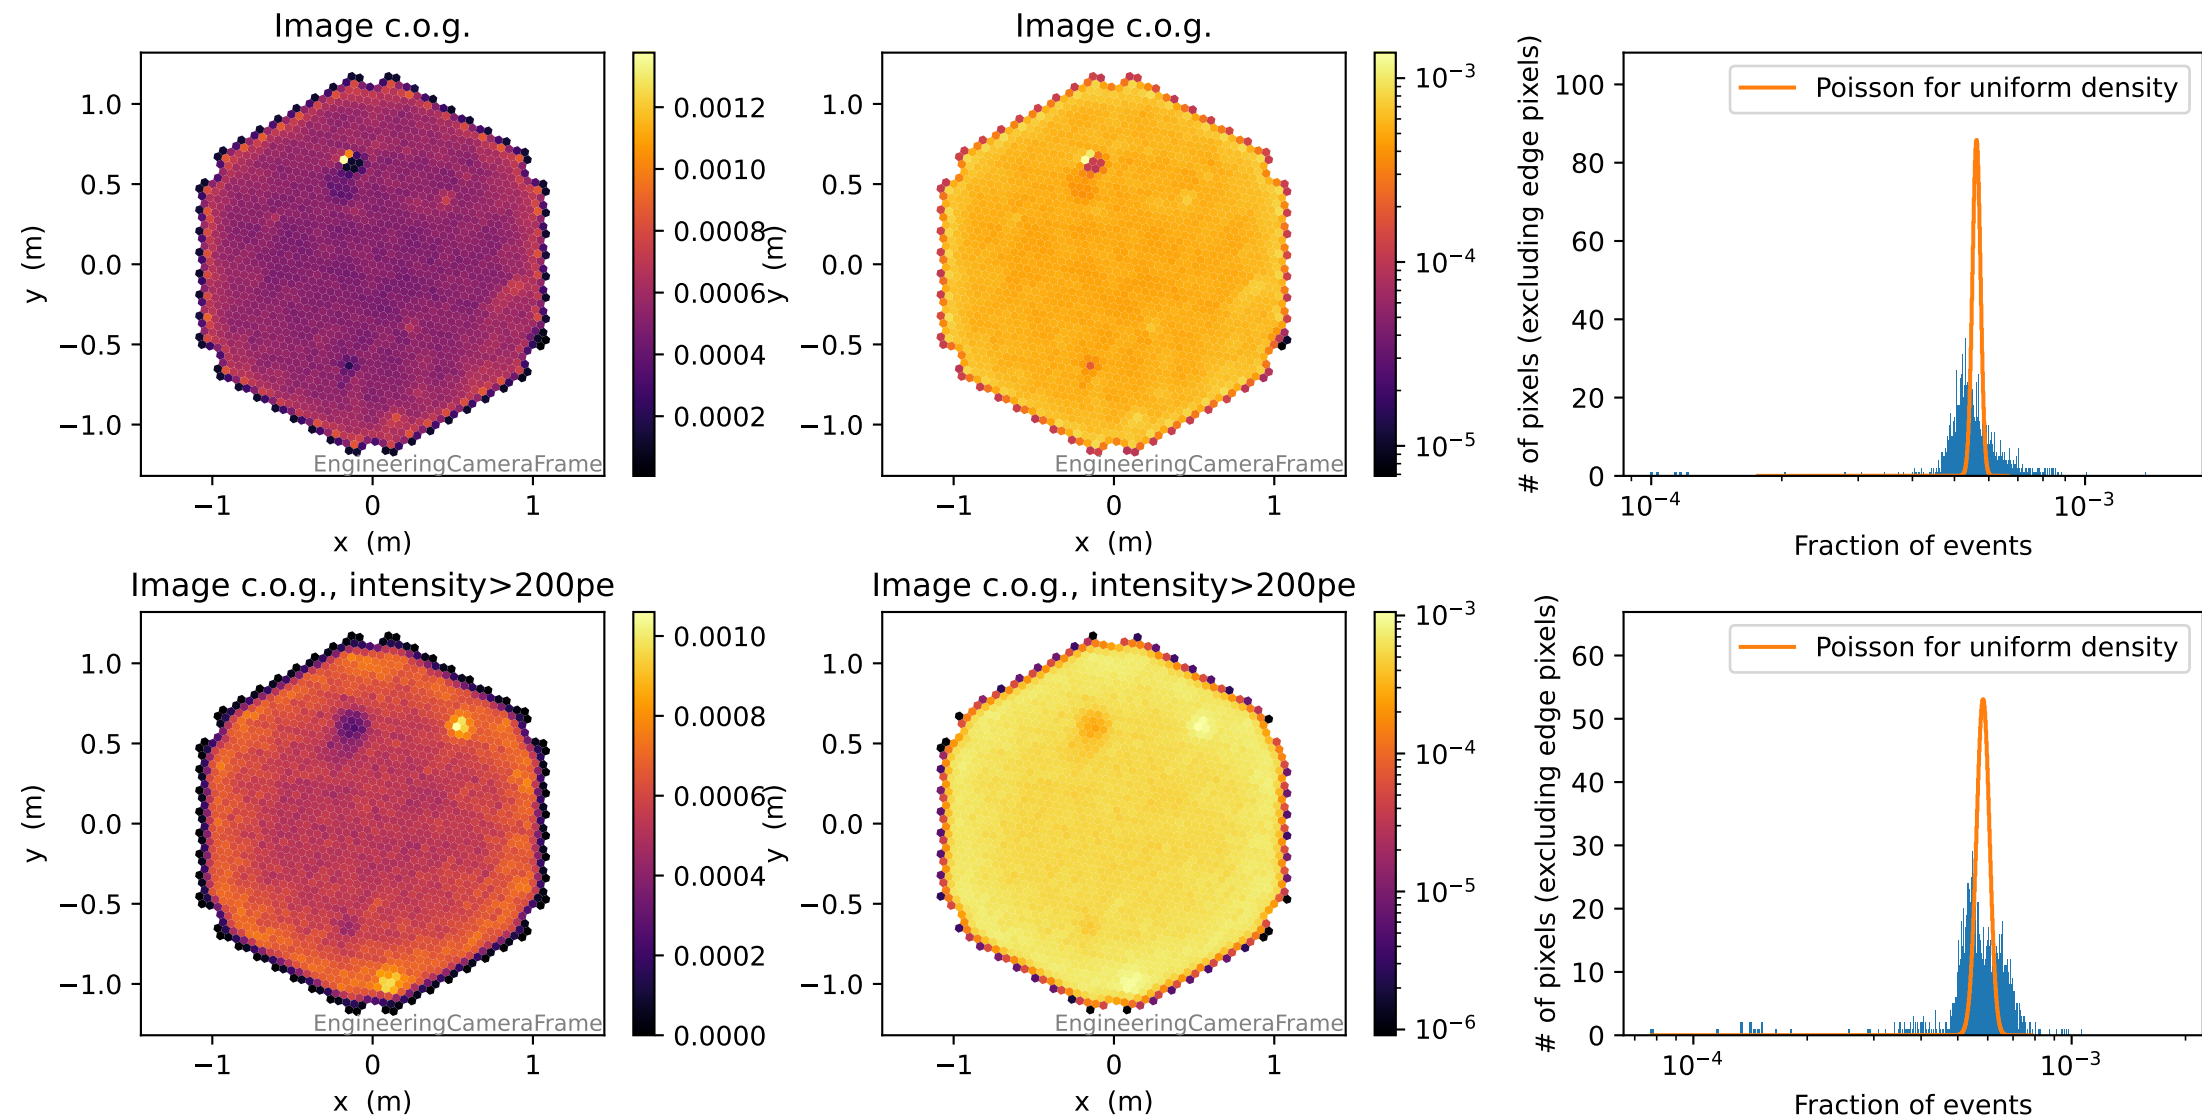 Image c.o.g.
1.0
0.5
0.0
−0.5
−1.0
y (m)
−1 0 1
x (m)
EngineeringCameraFrame
0.0012
0.0010
0.0008
0.0006
0.0004
0.0002
Image c.o.g.
1.0
0.5
0.0
−0.5
−1.0
y (m)
−1 0 1
x (m)
EngineeringCameraFrame
10−3
10−4
10−5
# of pixels (excluding edge pixels)
100
80
60
40
20
0
Poisson for uniform density
10−4 10−3
Fraction of events
Image c.o.g., intensity>200pe
1.0
0.5
0.0
−0.5
−1.0
y (m)
−1 0 1
x (m)
EngineeringCameraFrame
0.0010
0.0008
0.0006
0.0004
0.0002
0.0000
Image c.o.g., intensity>200pe
1.0
0.5
0.0
−0.5
−1.0
y (m)
−1 0 1
x (m)
EngineeringCameraFrame
10−3
10−4
10−5
10−6
# of pixels (excluding edge pixels)
60
50
40
30
20
10
0
Poisson for uniform density
10−4 10−3
Fraction of events